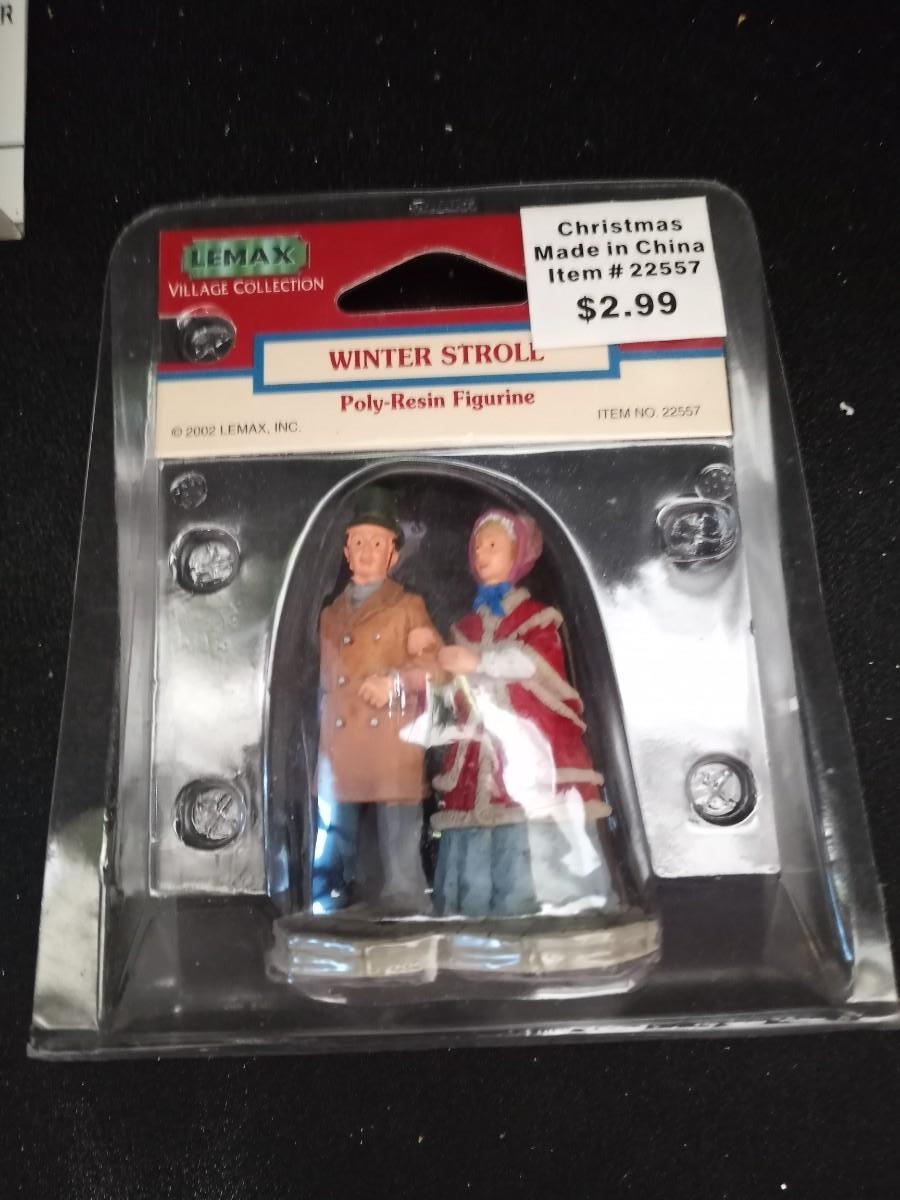 R
LEMAX
VILLAGE COLLECTION
Christmas
Made in China
Item # 22557
$2.99
WINTER STROLL
Poly-Resin Figurine
© 2002 LEMAX, INC.
ITEM NO. 22557